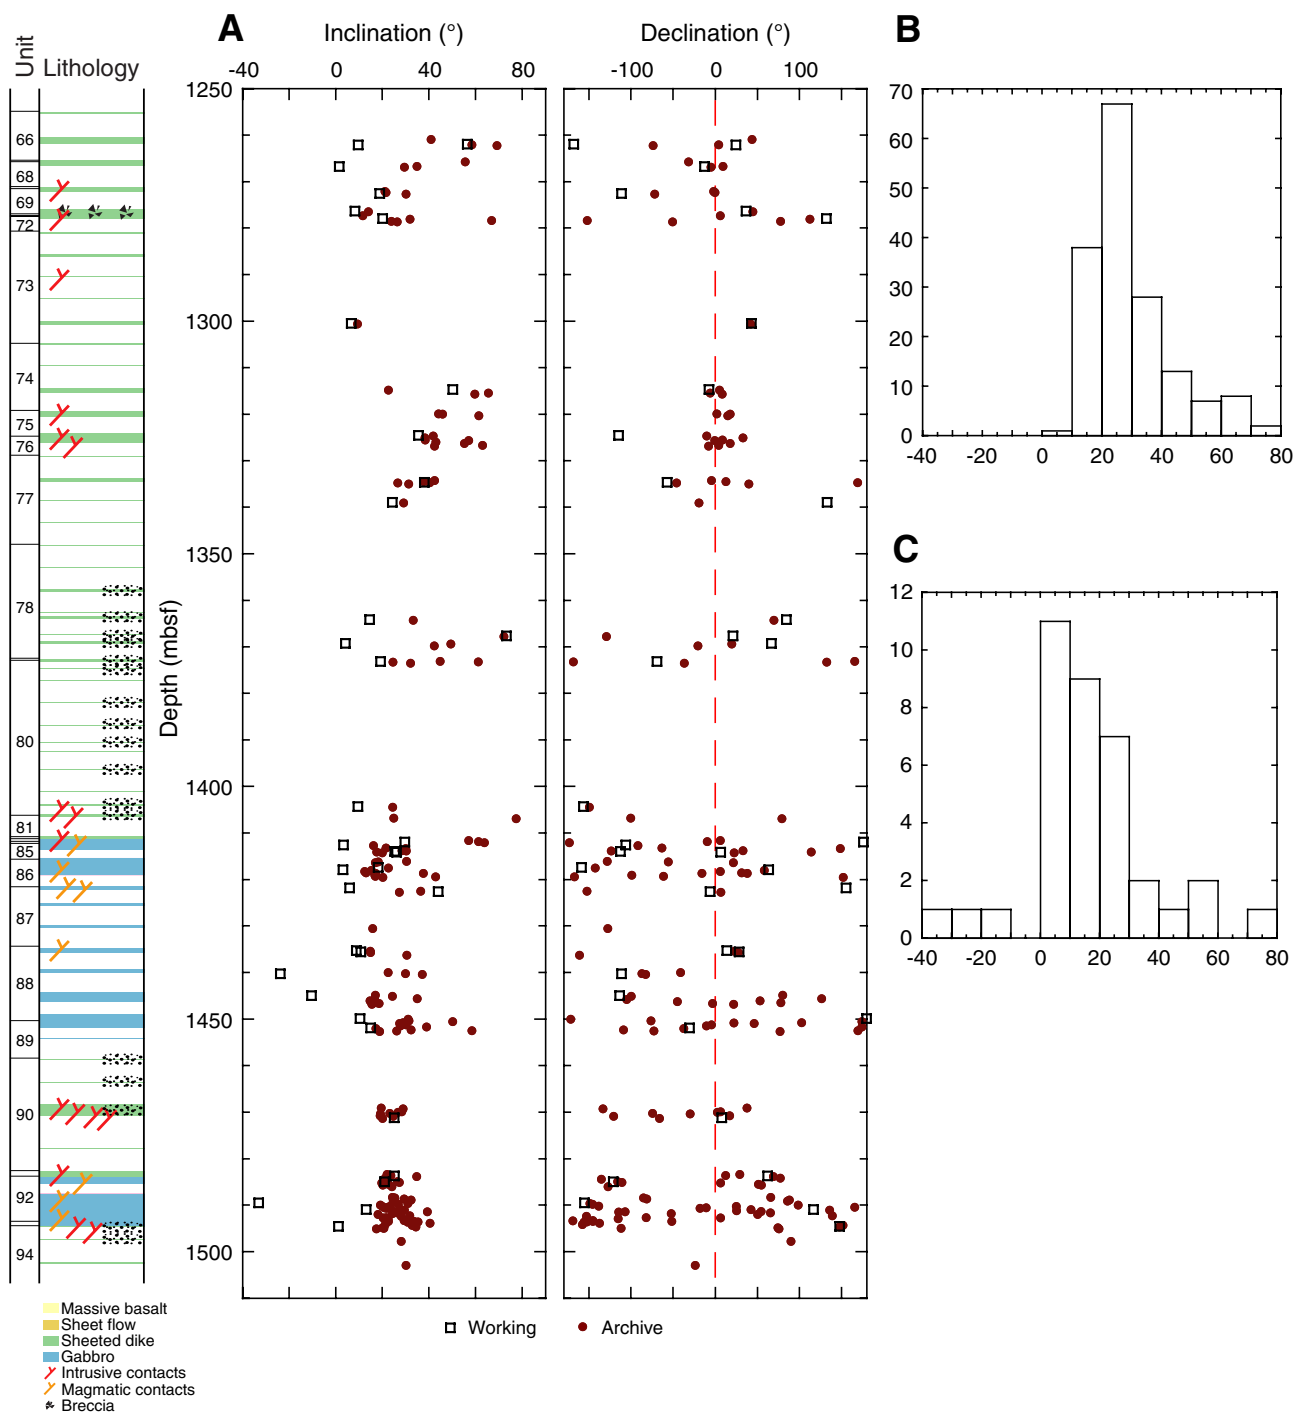 A
B
Inclination (°)
Declination (°)
Unit
Lithology
-40 0 40 80
-100 0 100
1250
1300
1350
1400
1450
1500
Depth (mbsf)
66
68
69
72
73
74
75
76
77
78
80
81
85
86
87
88
89
90
92
94
70
60
50
40
30
20
10
0
-40 -20 0 20 40 60 80
C
12
10
8
6
4
2
0
-40 -20 0 20 40 60 80
Working
Archive
Massive basalt
Sheet flow
Sheeted dike
Gabbro
Intrusive contacts
Magmatic contacts
Breccia